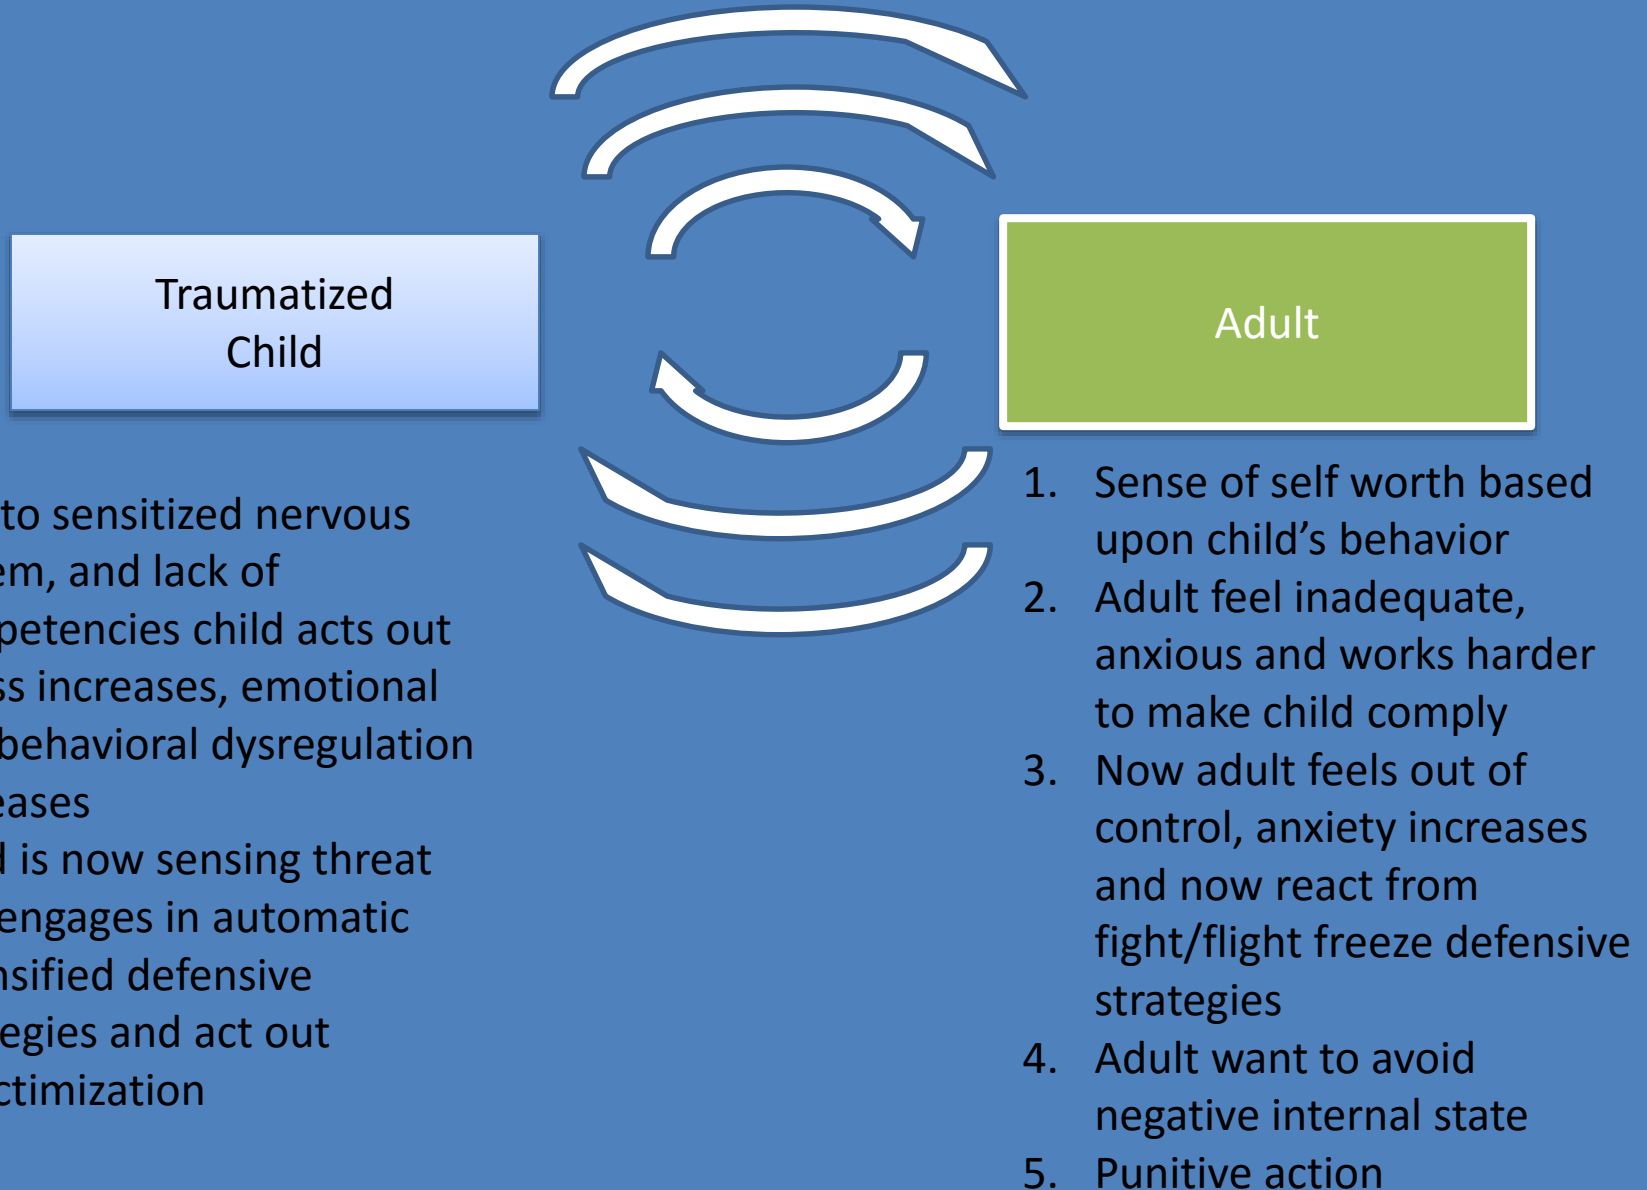 Traumatized
Child
Adult
to sensitized nervous
em, and lack of
petencies child acts out
ss increases, emotional
behavioral dysregulation
eases
d is now sensing threat
engages in automatic
nsified defensive
egies and act out
ctimization
1. Sense of self worth based
upon child’s behavior
2. Adult feel inadequate,
anxious and works harder
to make child comply
3. Now adult feels out of
control, anxiety increases
and now react from
fight/flight freeze defensive
strategies
4. Adult want to avoid
negative internal state
5. Punitive action